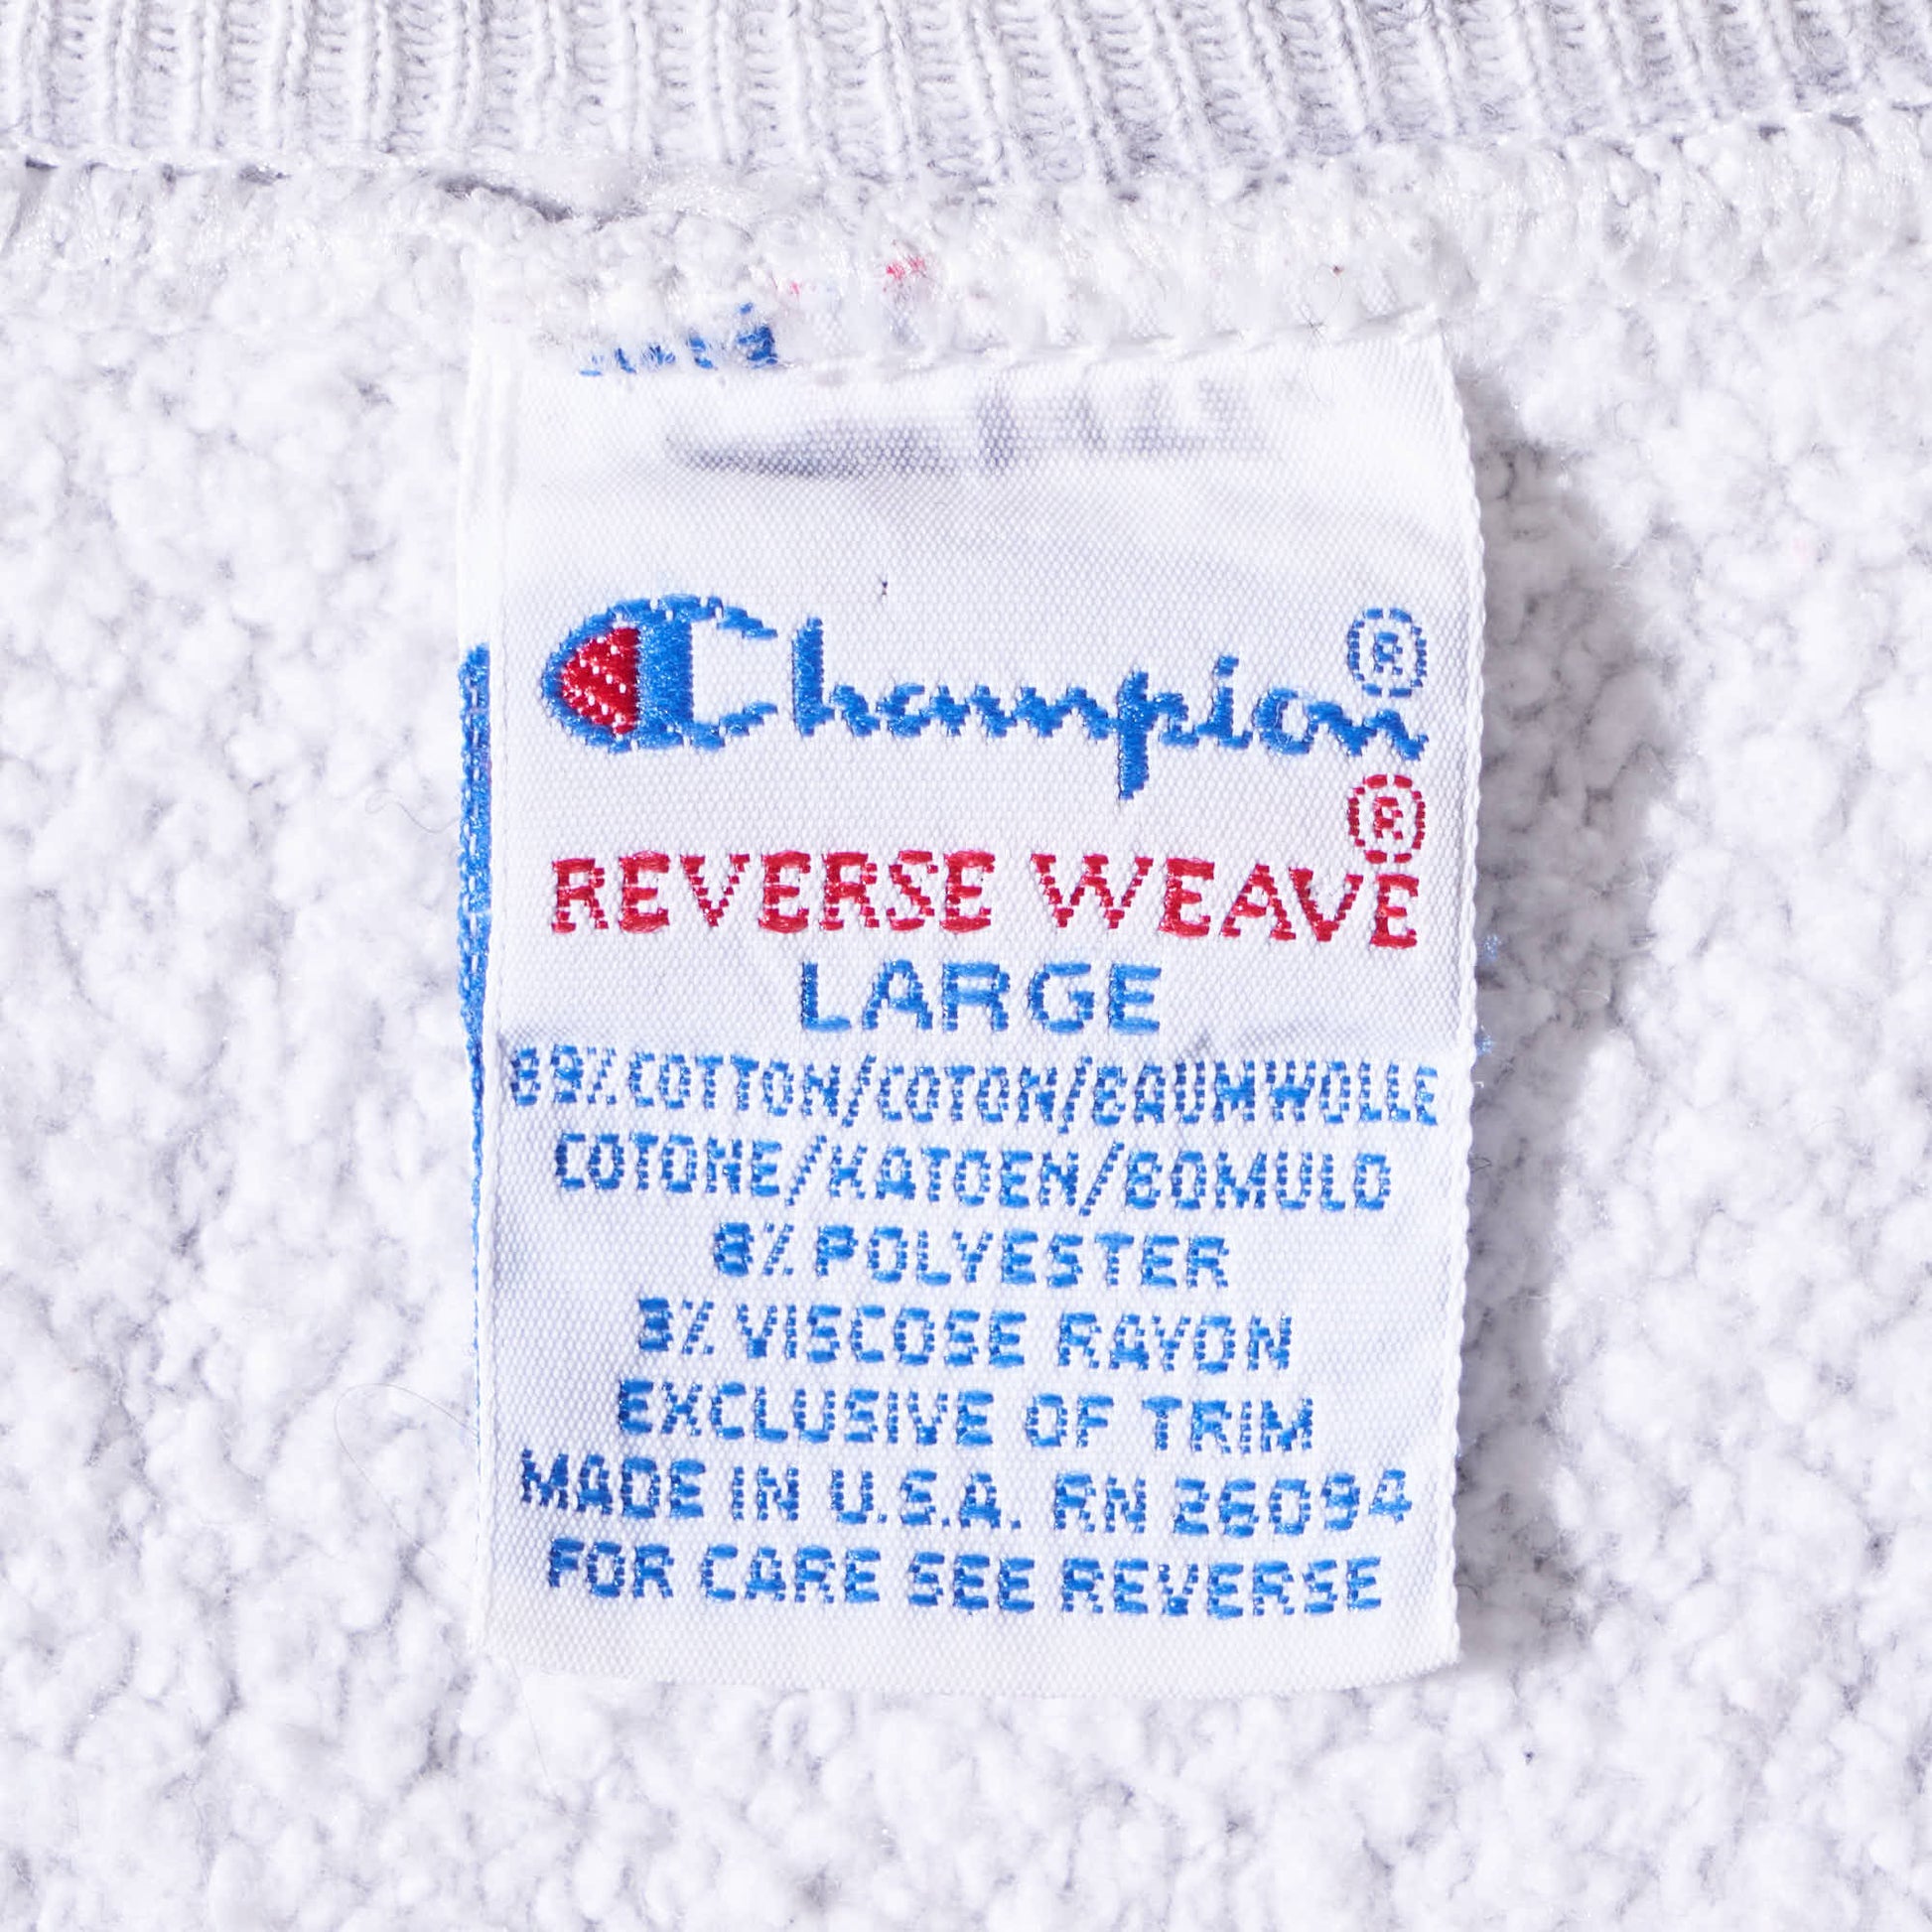 Champion®
REVERSE WEAVE®
LARGE
89% COTTON/COTON/BAUMWOLLE
COTONE/KATOEN/BOMULD
8% POLYESTER
3% VISCOSE RAYON
EXCLUSIVE OF TRIM
MADE IN U.S.A. RN 26094
FOR CARE SEE REVERSE